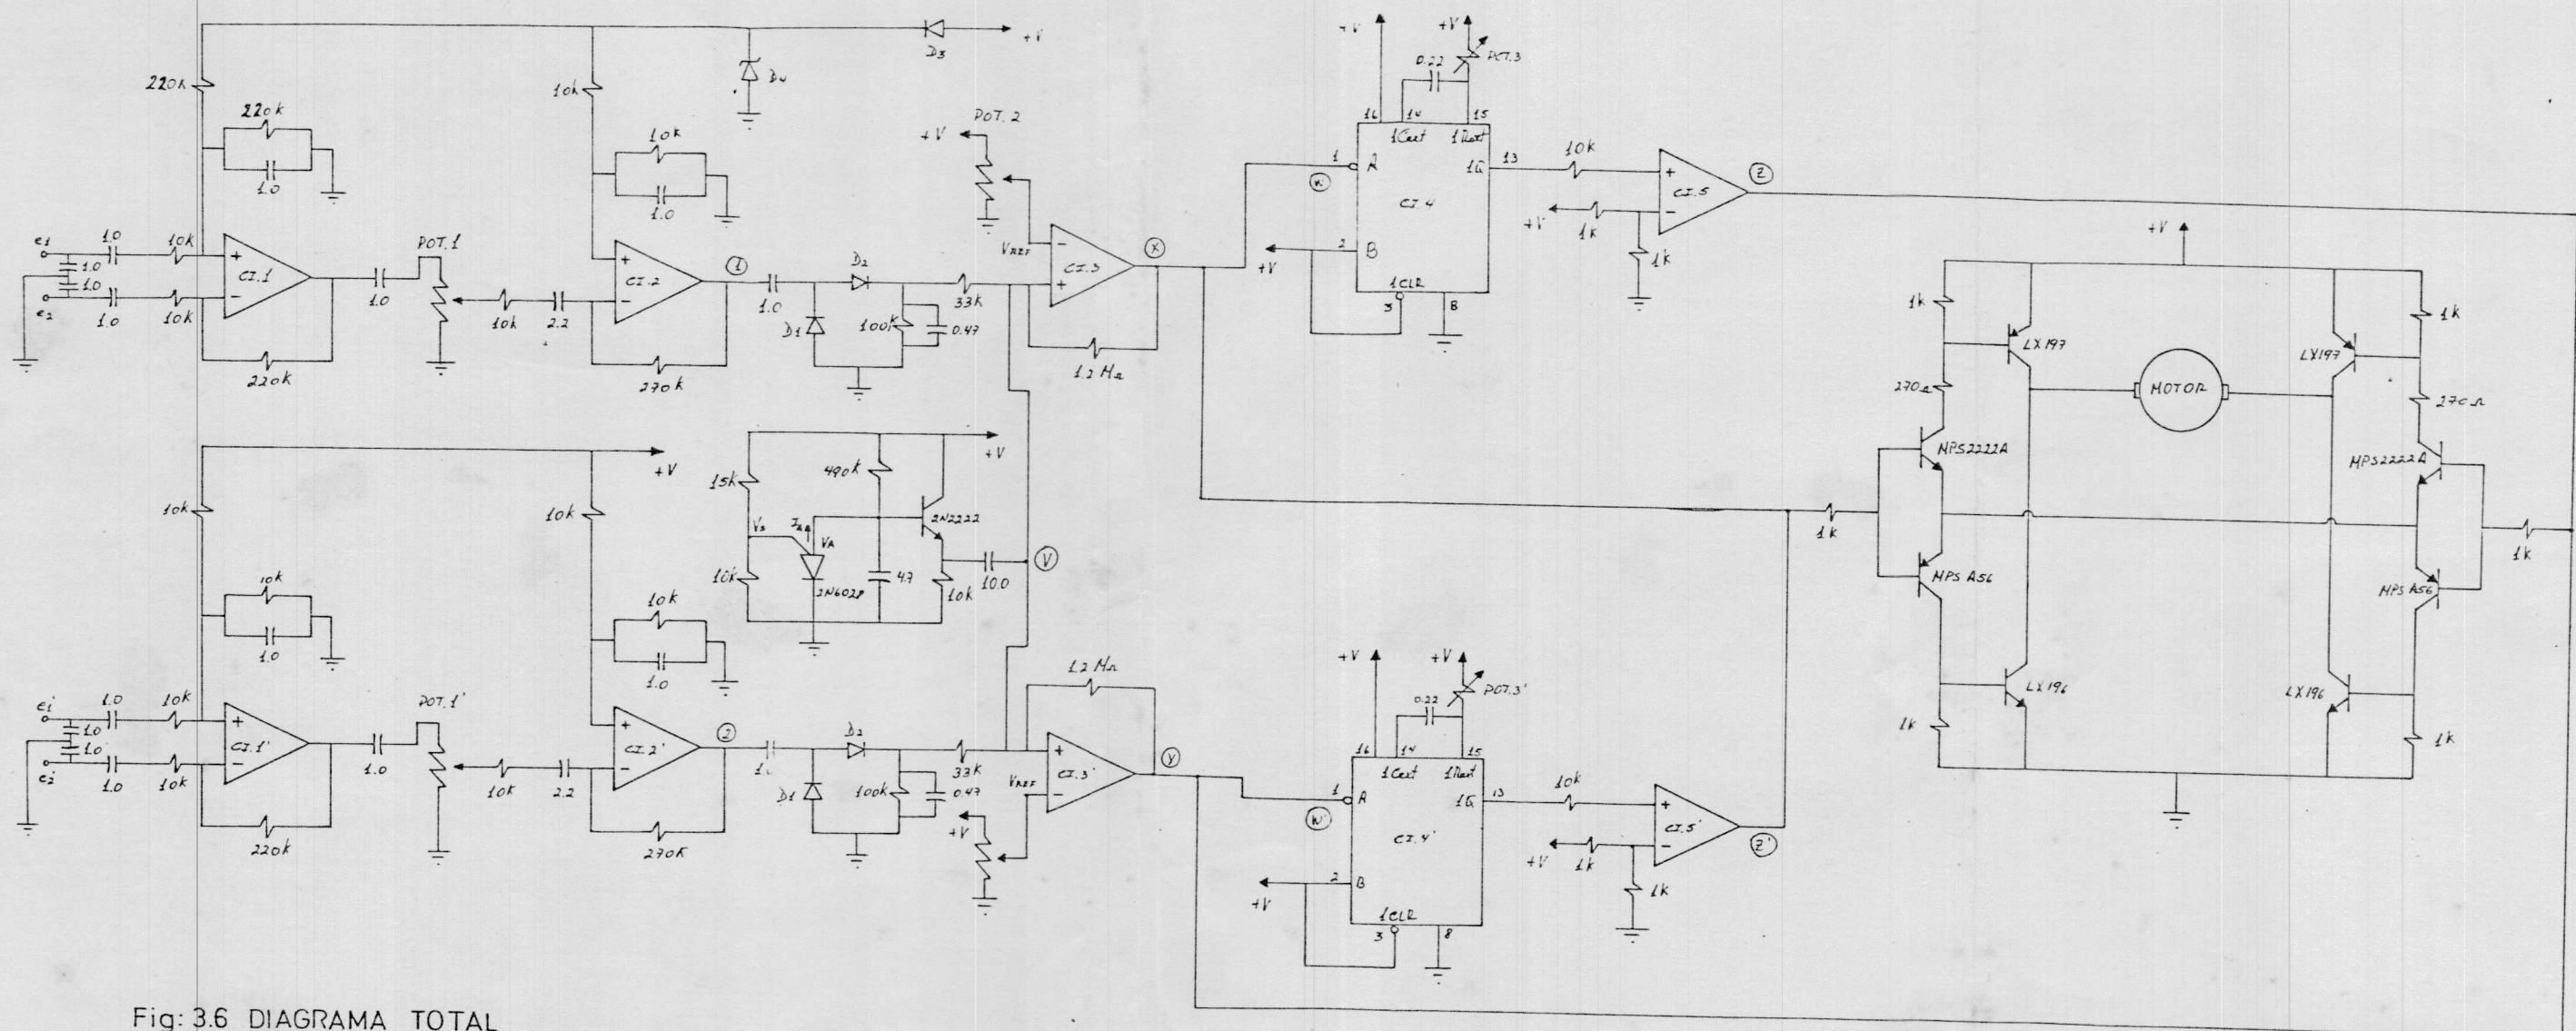 +V
D3
D4
220k
220k
1.0
10k
10k
1.0
POT. 2
+V
VREF
+V
+V
POT.3
0.22
16
14
15
1Cext
1Rext
1
A
1Q
13
W
CI.4
2
B
+V
1CLR
3
8
10k
+
-
CI.5
Z
+V
1k
1k
e1
1.0
10k
1.0
1.0
e2
1.0
10k
+
-
CI.1
220k
1.0
POT.1
10k
2.2
+
-
CI.2
1
270k
1.0
D2
D1
100k
0.47
33k
-
+
CI.3
X
1.2 MΩ
+V
1k
1k
LX197
LX197
MOTOR
270Ω
270Ω
MPS2222A
MPS2222A
1k
1k
MPS A56
MPS A56
LX196
LX196
1k
1k
+V
15k
490k
+V
VS
VA
2N2222
10k
2N6028
4.7
10k
10.0
V
10k
10k
10k
1.0
10k
1.0
e1'
1.0
10k
1.0
1.0
e2'
1.0
10k
+
-
CI.1'
220k
1.0
POT.1'
10k
2.2
+
-
CI.2'
2
270k
D2
D1
100k
0.47
33k
1.2 MΩ
+
-
VREF
CI.3'
Y
+V
+V
+V
POT.3'
0.22
16
14
15
1Cext
1Rext
1
A
1Q
13
W'
CI.4'
2
B
+V
1CLR
3
8
10k
+
-
CI.5'
Z'
+V
1k
1k
Fig: 3.6 DIAGRAMA TOTAL